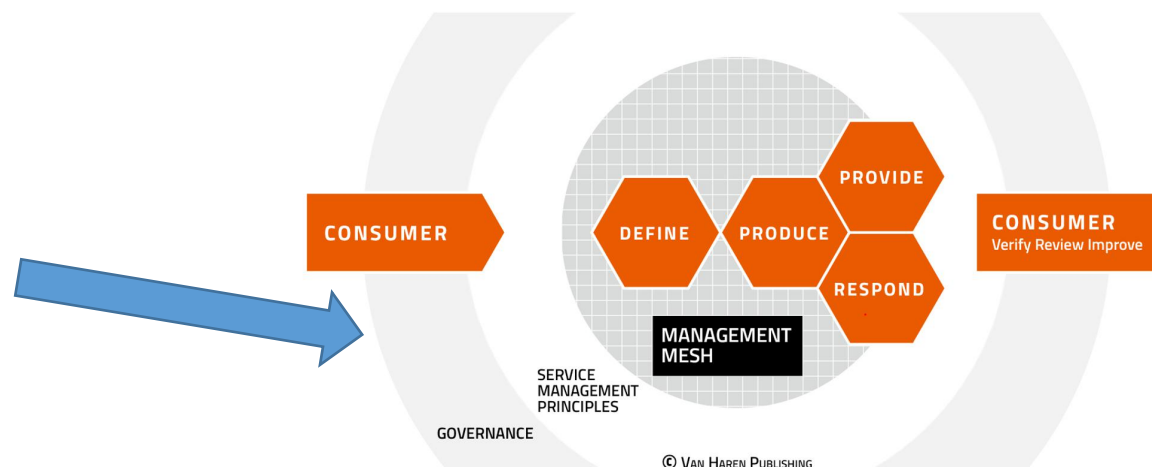 CONSUMER
DEFINE
PRODUCE
PROVIDE
RESPOND
CONSUMER
Verify Review Improve
MANAGEMENT
MESH
SERVICE
MANAGEMENT
PRINCIPLES
GOVERNANCE
© VAN HAREN PUBLISHING